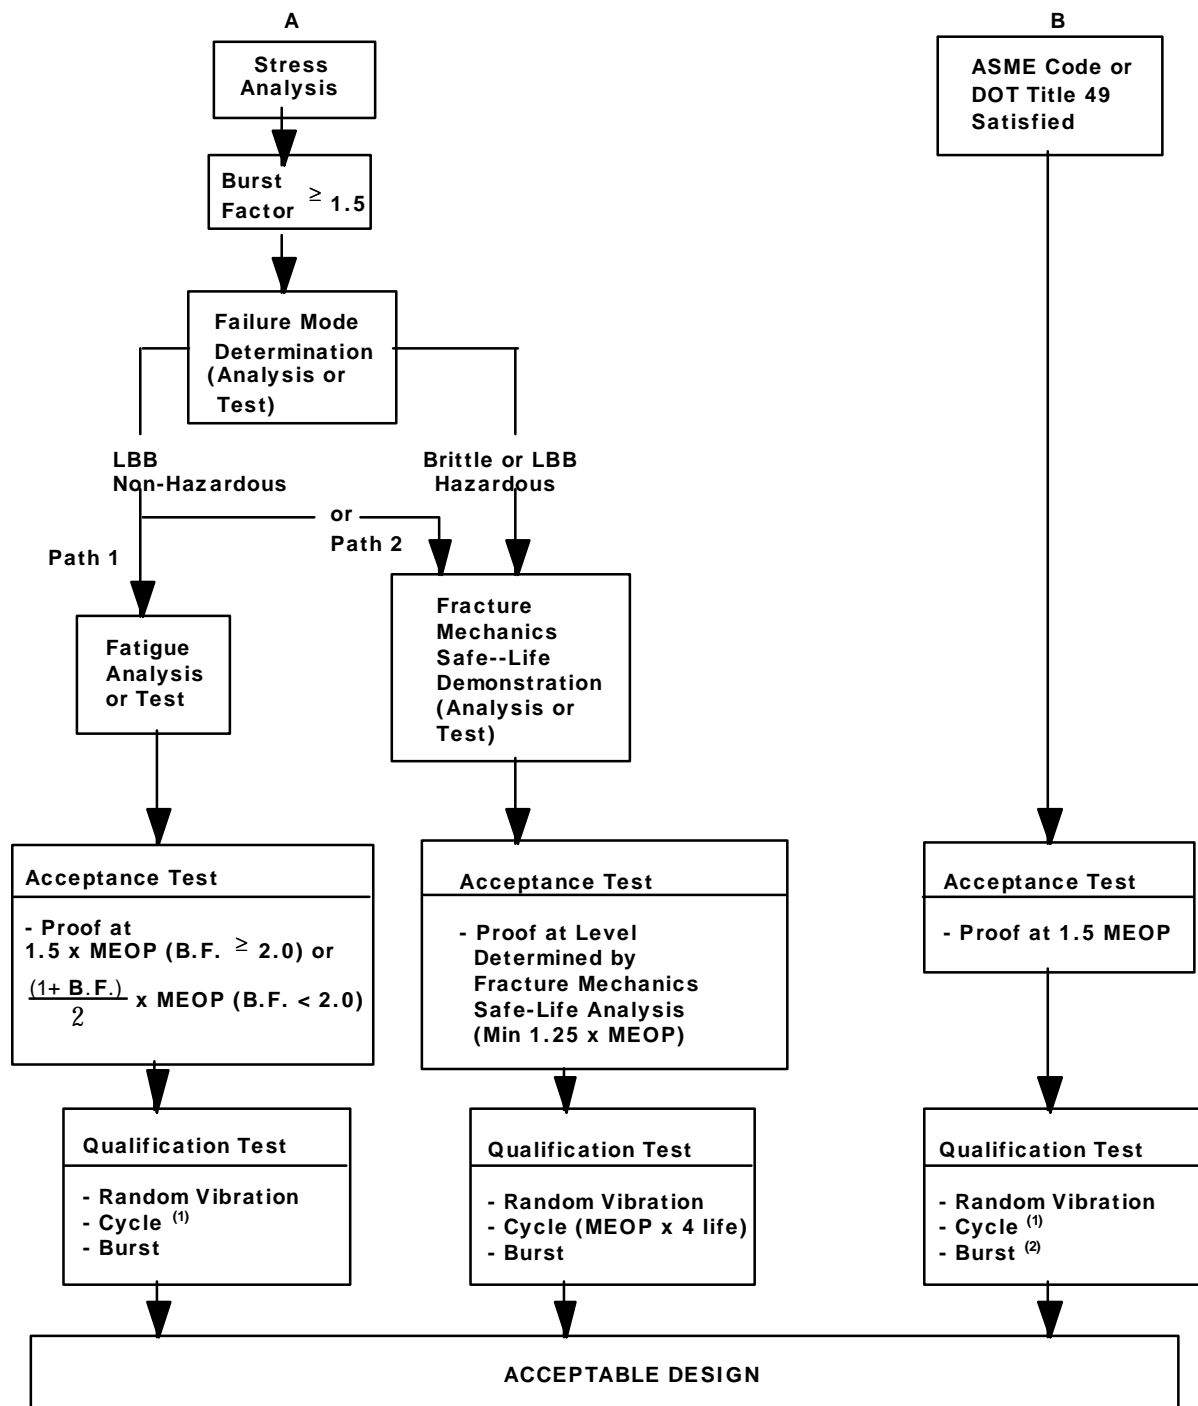 A
B
Stress
Analysis
ASME Code or
DOT Title 49
Satisfied
Burst
Factor ≥ 1.5
Failure Mode
Determination
(Analysis or
Test)
LBB
Non-Hazardous
Brittle or LBB
Hazardous
or
Path 1
Path 2
Fatigue
Analysis
or Test
Fracture
Mechanics
Safe--Life
Demonstration
(Analysis or
Test)
Acceptance Test
- Proof at
1.5 x MEOP (B.F. ≥ 2.0) or
(1+ B.F.)
2
x MEOP (B.F. < 2.0)
Acceptance Test
- Proof at Level
Determined by
Fracture Mechanics
Safe-Life Analysis
(Min 1.25 x MEOP)
Acceptance Test
- Proof at 1.5 MEOP
Qualification Test
- Random Vibration
- Cycle (1)
- Burst
Qualification Test
- Random Vibration
- Cycle (MEOP x 4 life)
- Burst
Qualification Test
- Random Vibration
- Cycle (1)
- Burst (2)
ACCEPTABLE DESIGN